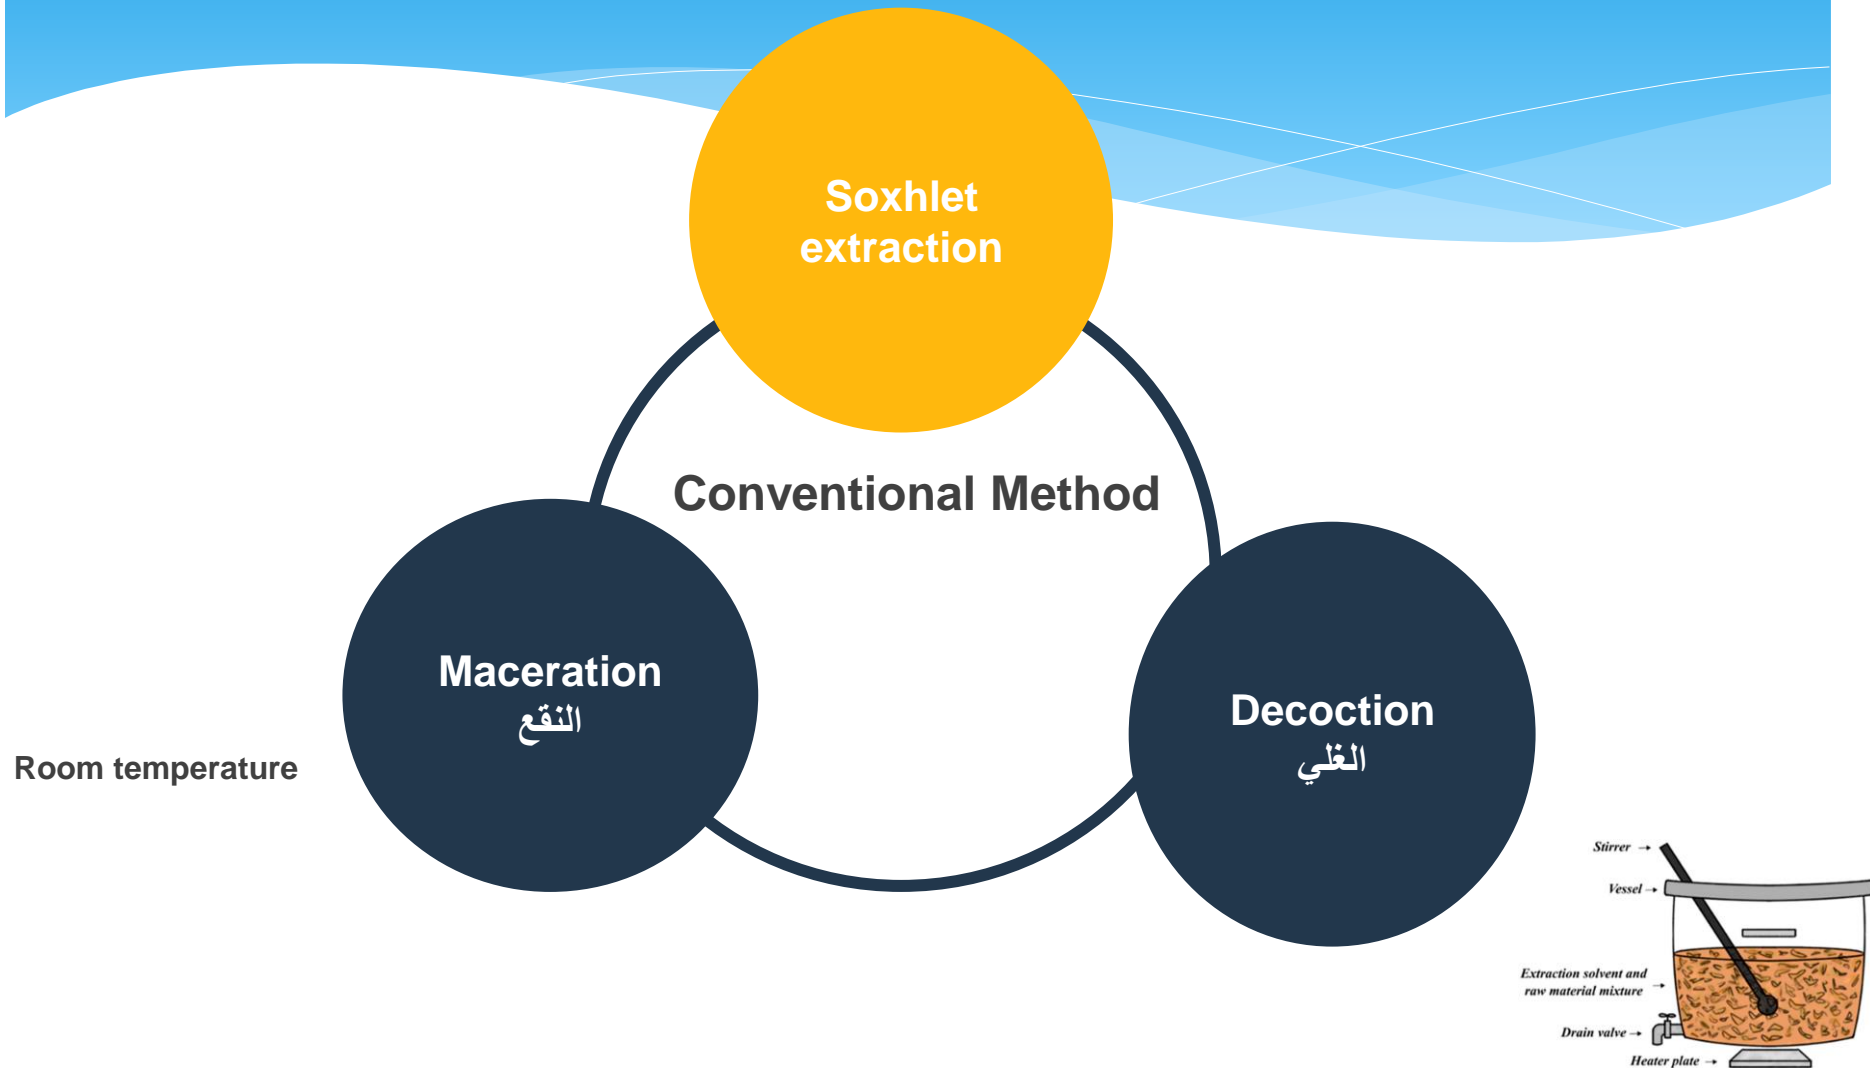 Soxhlet
extraction
Conventional Method
Maceration
النقع
Decoction
الغلي
Room temperature
Stirrer →
Vessel →
Extraction solvent and
raw material mixture →
Drain valve →
Heater plate →